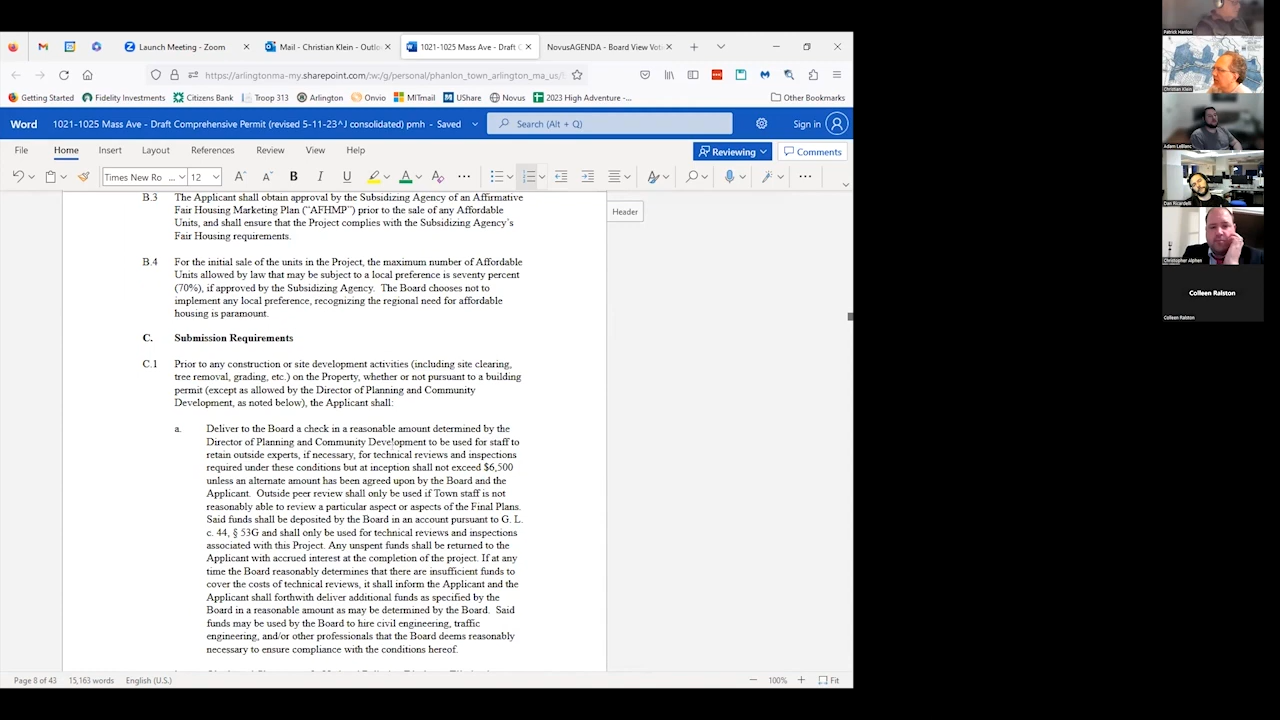 Launch Meeting - Zoom
Mail - Christian Klein - Outlo
1021-1025 Mass Ave - Draft C
NovusAGENDA - Board View Vot
https://arlingtonma-my.sharepoint.com/:w:/g/personal/phanlon_town_arlington_ma_us/
Getting Started
Fidelity Investments
Citizens Bank
Troop 313
Arlington
Onvio
MITmail
UShare
Novus
2023 High Adventure -...
Other Bookmarks
Word
1021-1025 Mass Ave - Draft Comprehensive Permit (revised 5-11-23^J consolidated) pmh - Saved
Search (Alt + Q)
Sign in
File
Home
Insert
Layout
References
Review
View
Help
Reviewing
Comments
Times New Ro ...
12
B.3 The Applicant shall obtain approval by the Subsidizing Agency of an Affirmative
Fair Housing Marketing Plan ("AFHMP") prior to the sale of any Affordable
Units, and shall ensure that the Project complies with the Subsidizing Agency's
Fair Housing requirements.
Header
B.4 For the initial sale of the units in the Project, the maximum number of Affordable
Units allowed by law that may be subject to a local preference is seventy percent
(70%), if approved by the Subsidizing Agency. The Board chooses not to
implement any local preference, recognizing the regional need for affordable
housing is paramount.
C. Submission Requirements
C.1 Prior to any construction or site development activities (including site clearing,
tree removal, grading, etc.) on the Property, whether or not pursuant to a building
permit (except as allowed by the Director of Planning and Community
Development, as noted below), the Applicant shall:
a. Deliver to the Board a check in a reasonable amount determined by the
Director of Planning and Community Development to be used for staff to
retain outside experts, if necessary, for technical reviews and inspections
required under these conditions but at inception shall not exceed $6,500
unless an alternate amount has been agreed upon by the Board and the
Applicant. Outside peer review shall only be used if Town staff is not
reasonably able to review a particular aspect or aspects of the Final Plans.
Said funds shall be deposited by the Board in an account pursuant to G. L.
c. 44, § 53G and shall only be used for technical reviews and inspections
associated with this Project. Any unspent funds shall be returned to the
Applicant with accrued interest at the completion of the project. If at any
time the Board reasonably determines that there are insufficient funds to
cover the costs of technical reviews, it shall inform the Applicant and the
Applicant shall forthwith deliver additional funds as specified by the
Board in a reasonable amount as may be determined by the Board. Said
funds may be used by the Board to hire civil engineering, traffic
engineering, and/or other professionals that the Board deems reasonably
necessary to ensure compliance with the conditions hereof.
Page 8 of 43
15,163 words
English (U.S.)
100%
Fit
Patrick Hanlon
Christian Klein
Adam LeBlanc
Dan Ricardelli
Christopher Alphen
Colleen Ralston
Colleen Ralston